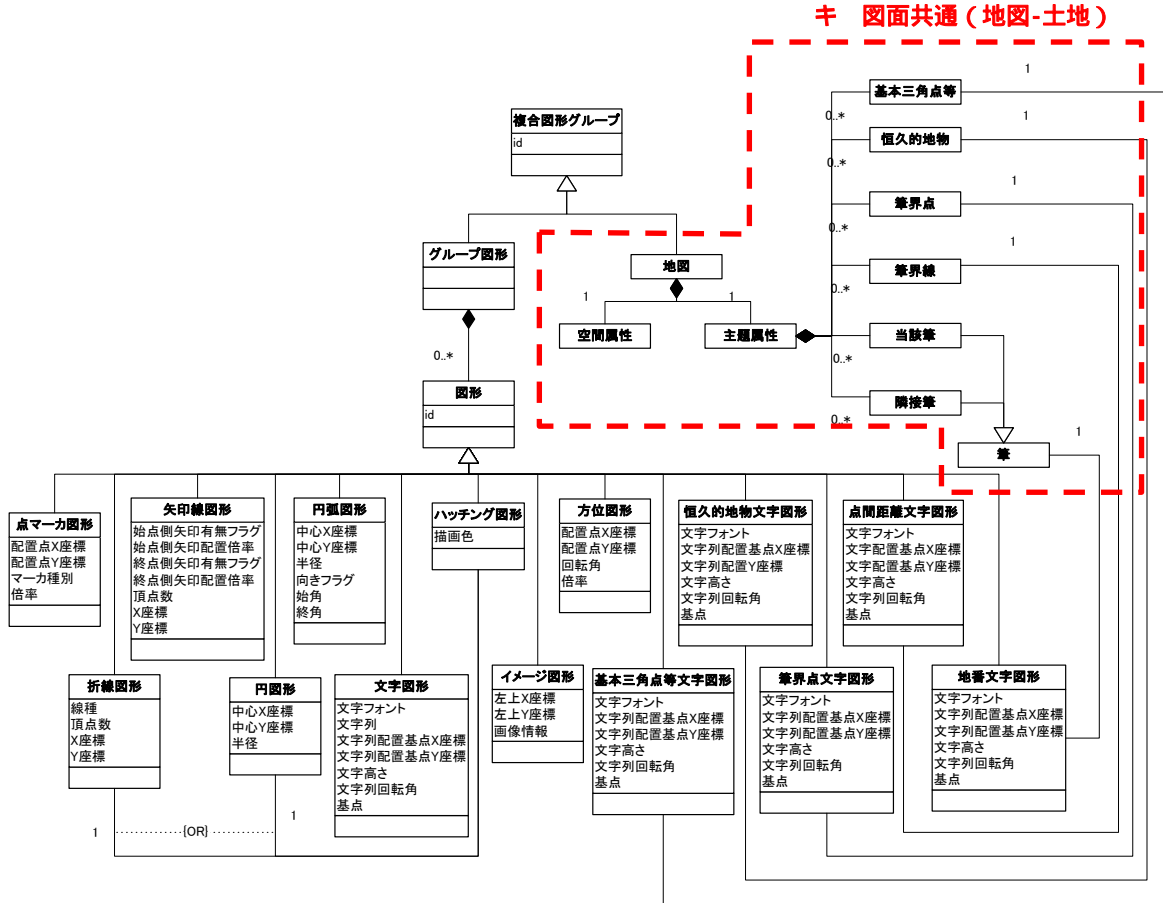 キ 図面共通(地図-土地)
1
基本三角点等
0..*
1
恒久的地物
0..*
1
筆界点
0..*
1
筆界線
0..*
当該筆
0..*
隣接筆
0..*
筆
1
複合図形グループ
id
グループ図形
地図
1
1
空間属性
主題属性
0..*
図形
id
点マーカ図形
配置点X座標
配置点Y座標
マーカ種別
倍率
矢印線図形
始点側矢印有無フラグ
始点側矢印配置倍率
終点側矢印有無フラグ
終点側矢印配置倍率
頂点数
X座標
Y座標
円弧図形
中心X座標
中心Y座標
半径
向きフラグ
始角
終角
ハッチング図形
描画色
方位図形
配置点X座標
配置点Y座標
回転角
倍率
恒久的地物文字図形
文字フォント
文字列配置基点X座標
文字列配置Y座標
文字高さ
文字列回転角
基点
点間距離文字図形
文字フォント
文字配置基点X座標
文字配置基点Y座標
文字高さ
文字列回転角
基点
折線図形
線種
頂点数
X座標
Y座標
円図形
中心X座標
中心Y座標
半径
文字図形
文字フォント
文字列
文字列配置基点X座標
文字列配置基点Y座標
文字高さ
文字列回転角
基点
イメージ図形
左上X座標
左上Y座標
画像情報
基本三角点等文字図形
文字フォント
文字列配置基点X座標
文字列配置基点Y座標
文字高さ
文字列回転角
基点
筆界点文字図形
文字フォント
文字列配置基点X座標
文字列配置基点Y座標
文字高さ
文字列回転角
基点
地番文字図形
文字フォント
文字列配置基点X座標
文字列配置基点Y座標
文字高さ
文字列回転角
基点
1
{OR}
1